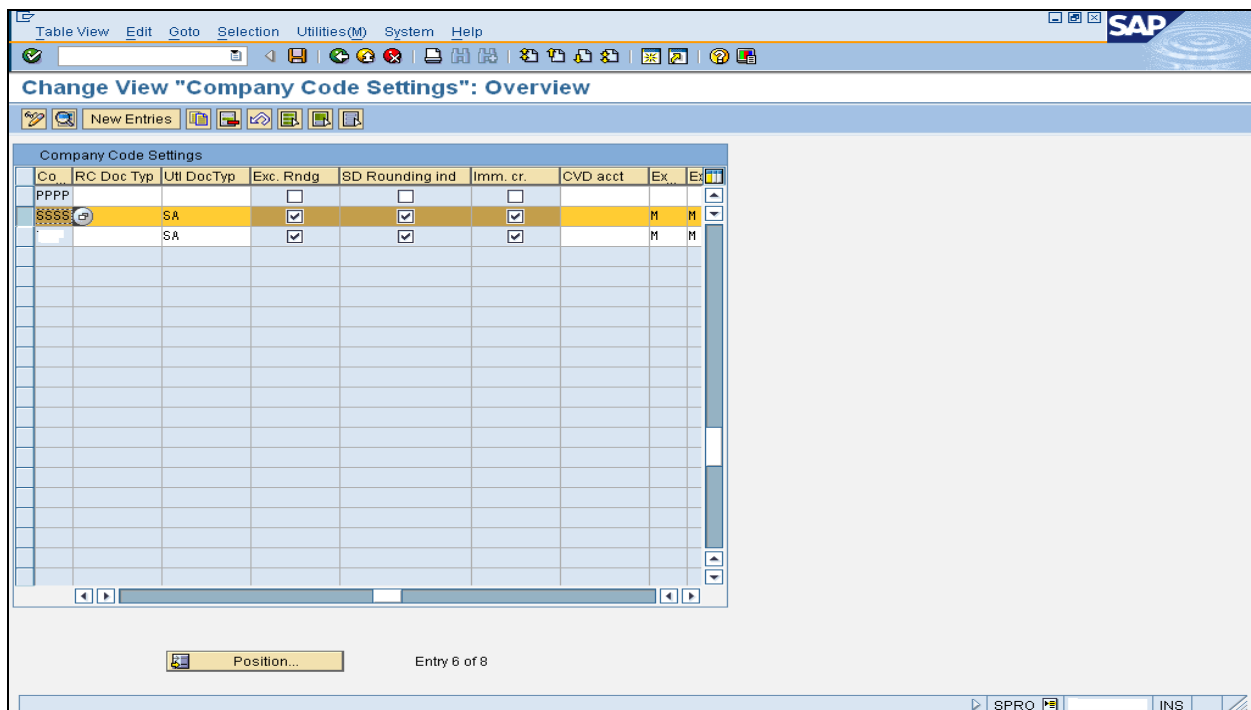 Table View Edit Goto Selection Utilities(M) System Help
SAP
Change View "Company Code Settings": Overview
New Entries
Company Code Settings
Co... RC Doc Typ Utl DocTyp Exc. Rndg SD Rounding ind Imm. cr. CVD acct Ex... Ex
PPPP
SSSS SA M M
SA M M
Position... Entry 6 of 8
SPRO INS